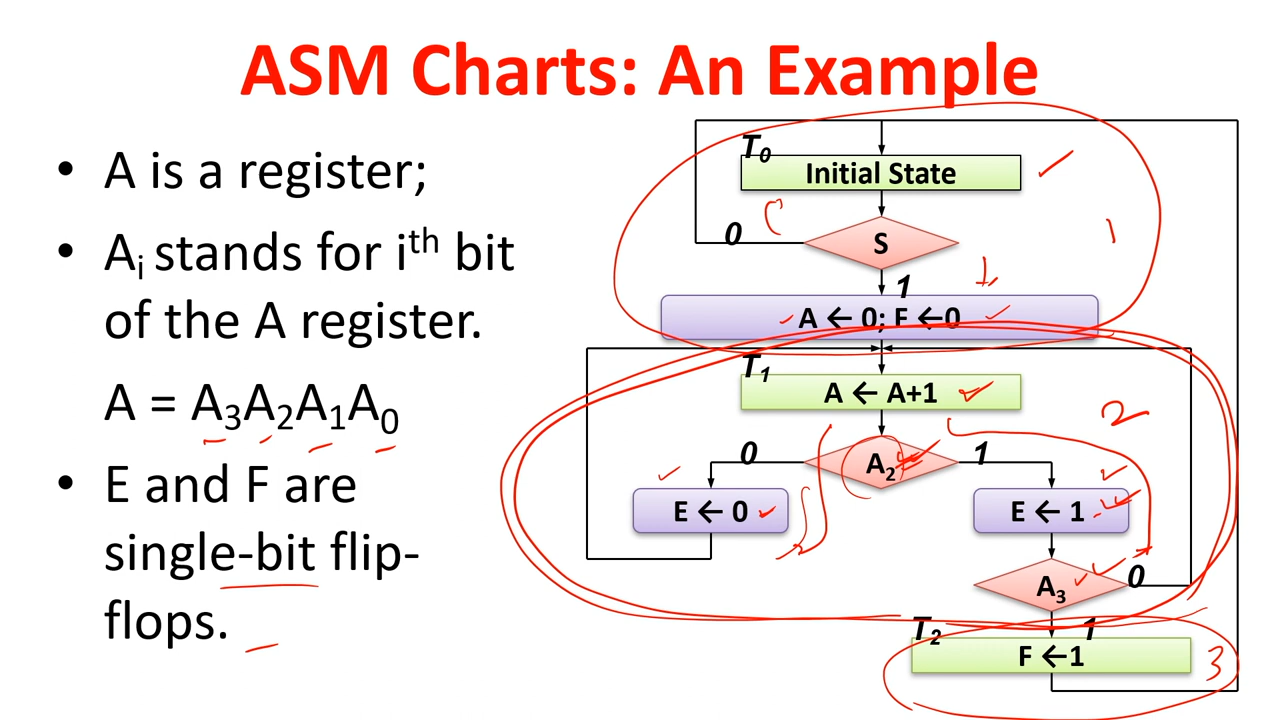 ASM Charts: An Example
• A is a register;
• Ai stands for ith bit
of the A register.
A = A3A2A1A0
• E and F are
single-bit flip-
flops.
T0
Initial State
0
S
1
1
1
A ← 0; F ←0
T1
A ← A+1
2
0
A2
1
E ← 0
E ← 1
A3
0
T2
1
F ←1
3